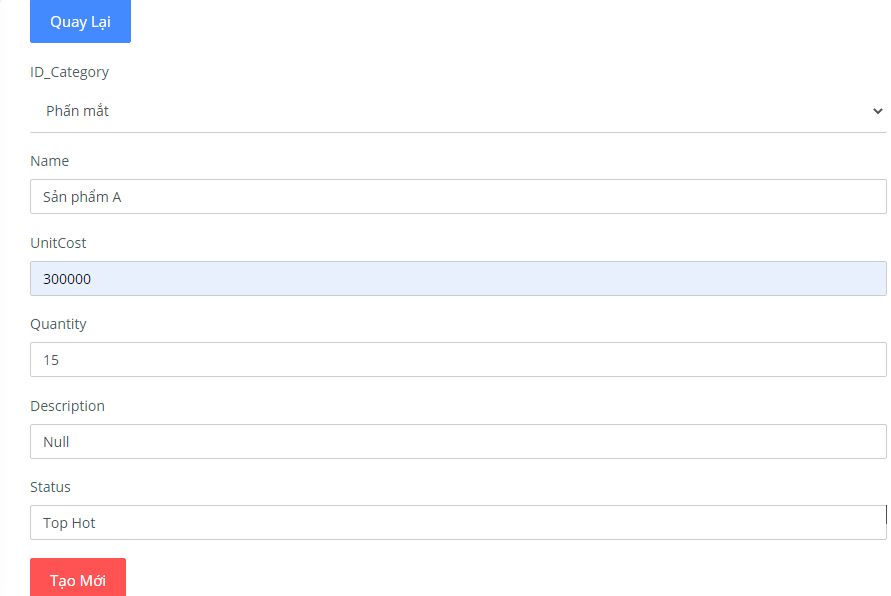 Quay Lại
ID_Category
Phấn mắt
Name
Sản phẩm A
UnitCost
300000
Quantity
15
Description
Null
Status
Top Hot
Tạo Mới